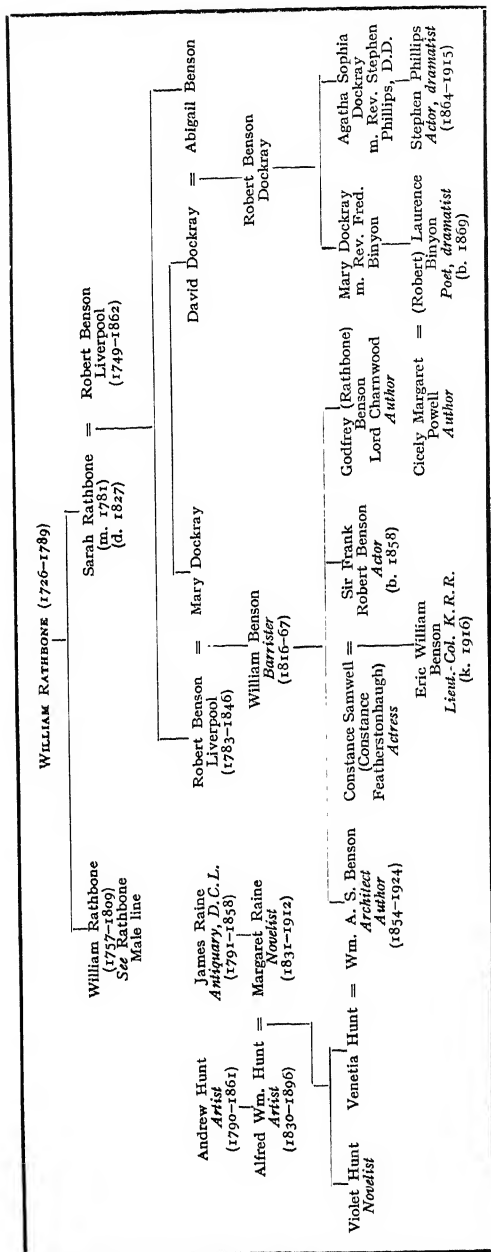 WILLIAM RATHBONE (1726–1789)
William Rathbone
(1757–1809)
See Rathbone
Male line
Sarah Rathbone
(m. 1781)
(d. 1827)
=
Robert Benson
Liverpool
(1749–1862)
Andrew Hunt
Artist
(1790–1861)
James Raine
Antiquary, D.C.L.
(1791–1858)
Robert Benson
Liverpool
(1783–1846)
=
Mary Dockray
David Dockray
=
Abigail Benson
Alfred Wm. Hunt
Artist
(1830–1896)
=
Margaret Raine
Novelist
(1831–1912)
William Benson
Barrister
(1816–67)
Robert Benson
Dockray
Violet Hunt
Novelist
Venetia Hunt
=
Wm. A. S. Benson
Architect
Author
(1854–1924)
Constance Samwell
(Constance
Featherstonhaugh)
Actress
=
Sir Frank
Robert Benson
Actor
(b. 1858)
Godfrey (Rathbone)
Benson
Lord Charnwood
Author
Mary Dockray
m. Rev. Fred.
Binyon
Agatha Sophia
Dockray
m. Rev. Stephen
Phillips, D.D.
Eric William
Benson
Lieut.-Col. K.R.R.
(k. 1916)
Cicely Margaret
Powell
Author
=
(Robert) Laurence
Binyon
Poet, dramatist
(b. 1869)
Stephen Phillips
Actor, dramatist
(1864–1915)